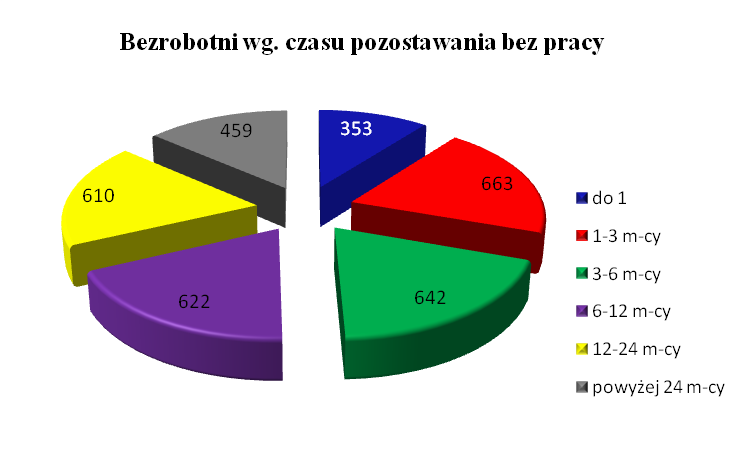 Bezrobotni wg. czasu pozostawania bez pracy
459
353
663
610
622
642
do 1
1-3 m-cy
3-6 m-cy
6-12 m-cy
12-24 m-cy
powyżej 24 m-cy